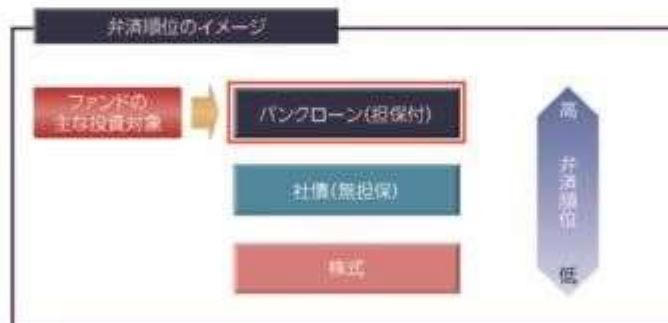 弁済順位のイメージ
ファンドの
主な投資対象
バンクローン(担保付)
社債(無担保)
株式
高
弁済順位
低